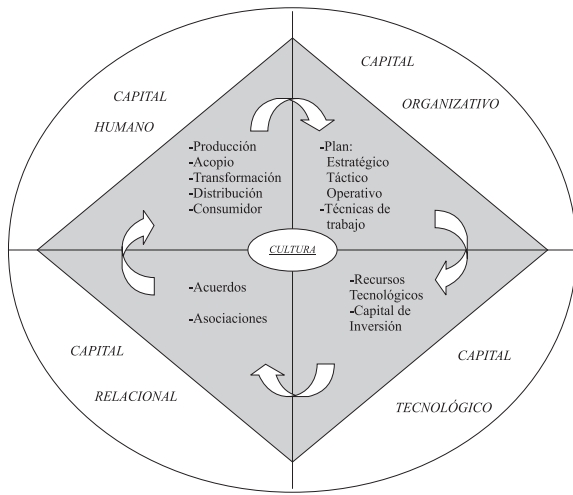 CAPITAL
HUMANO
CAPITAL
ORGANIZATIVO
-Producción
-Acopio
-Transformación
-Distribución
-Consumidor
-Plan:
Estratégico
Táctico
Operativo
-Técnicas de
trabajo
CULTURA
-Acuerdos
-Asociaciones
-Recursos
Tecnológicos
-Capital de
Inversión
CAPITAL
RELACIONAL
CAPITAL
TECNOLÓGICO